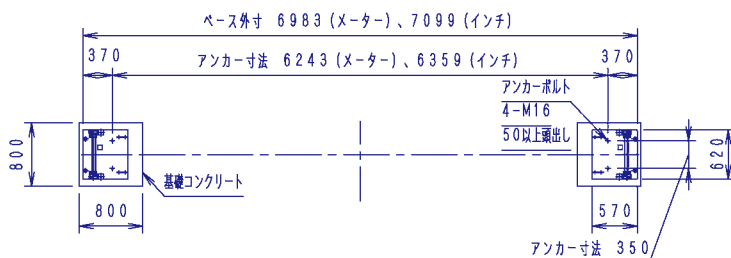 ベース外寸 6983(メーター)、7099(インチ)
370
アンカー寸法 6243(メーター)、6359(インチ)
370
アンカーボルト
4-M16
50以上頭出し
800
620
基礎コンクリート
800
570
アンカー寸法 350